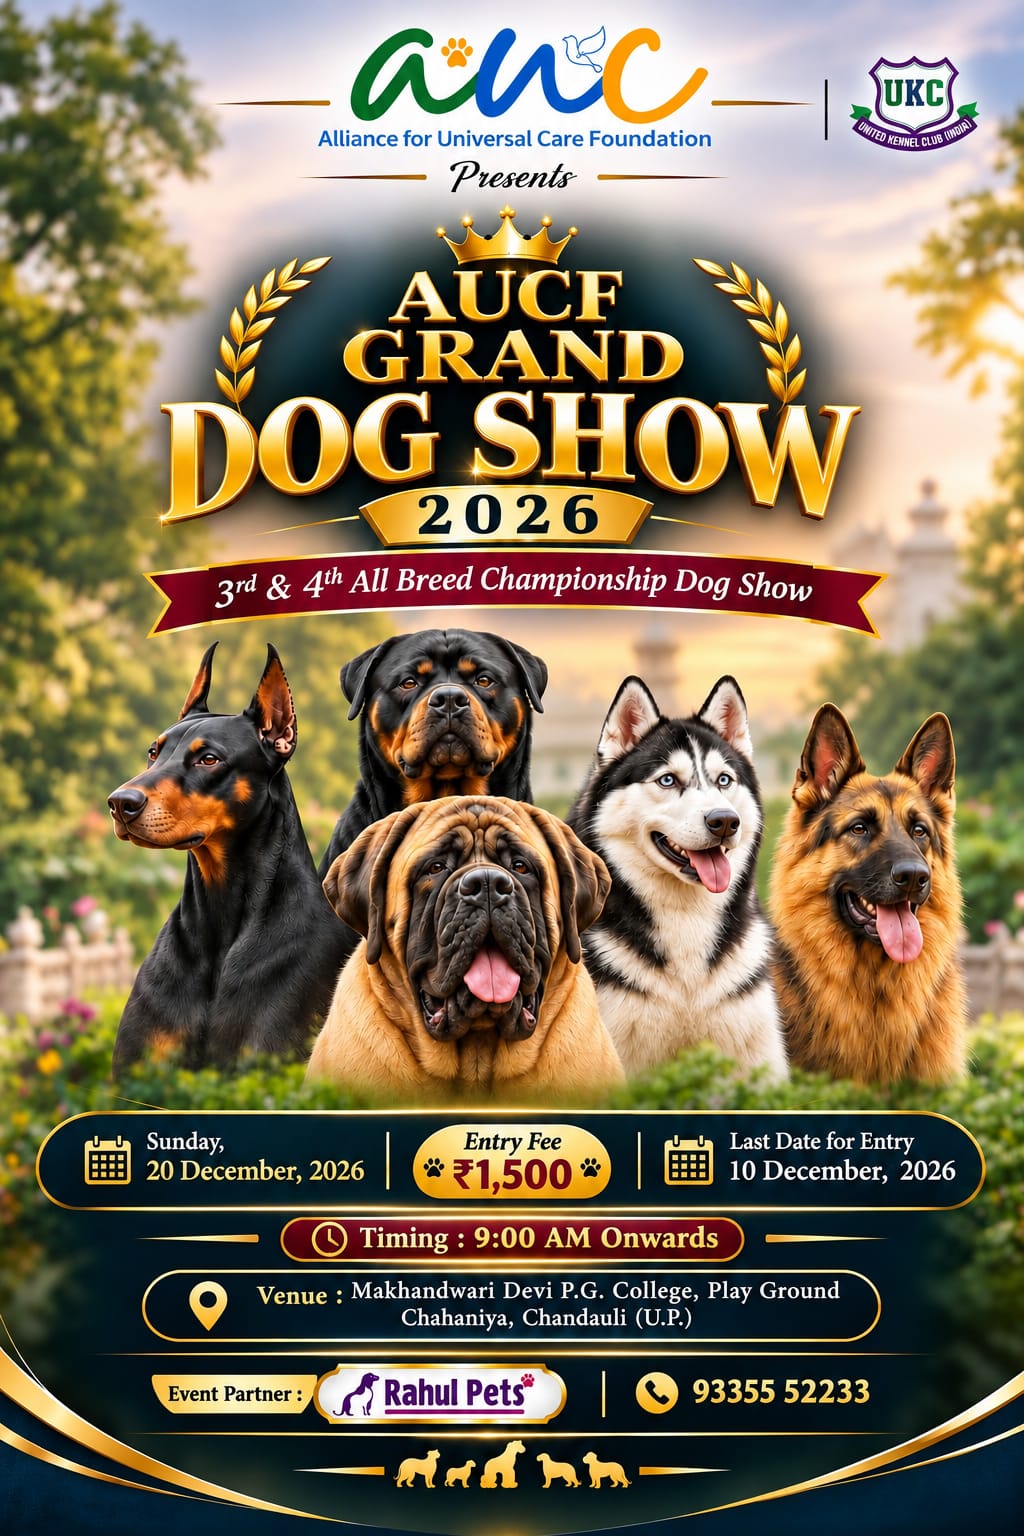 auc
Alliance for Universal Care Foundation
Presents
UKC
UNITED KENNEL CLUB (INDIA)
AUCF
GRAND
DOG SHOW
2026
3rd & 4th All Breed Championship Dog Show
Sunday,
20 December, 2026
Entry Fee
₹1,500
Last Date for Entry
10 December, 2026
Timing : 9:00 AM Onwards
Venue : Makhandwari Devi P.G. College, Play Ground
Chahaniya, Chandauli (U.P.)
Event Partner : Rahul Pets
93355 52233